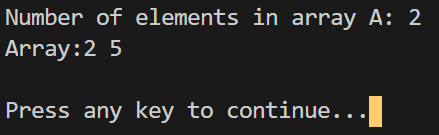 Number of elements in array A: 2
Array:2 5
Press any key to continue...